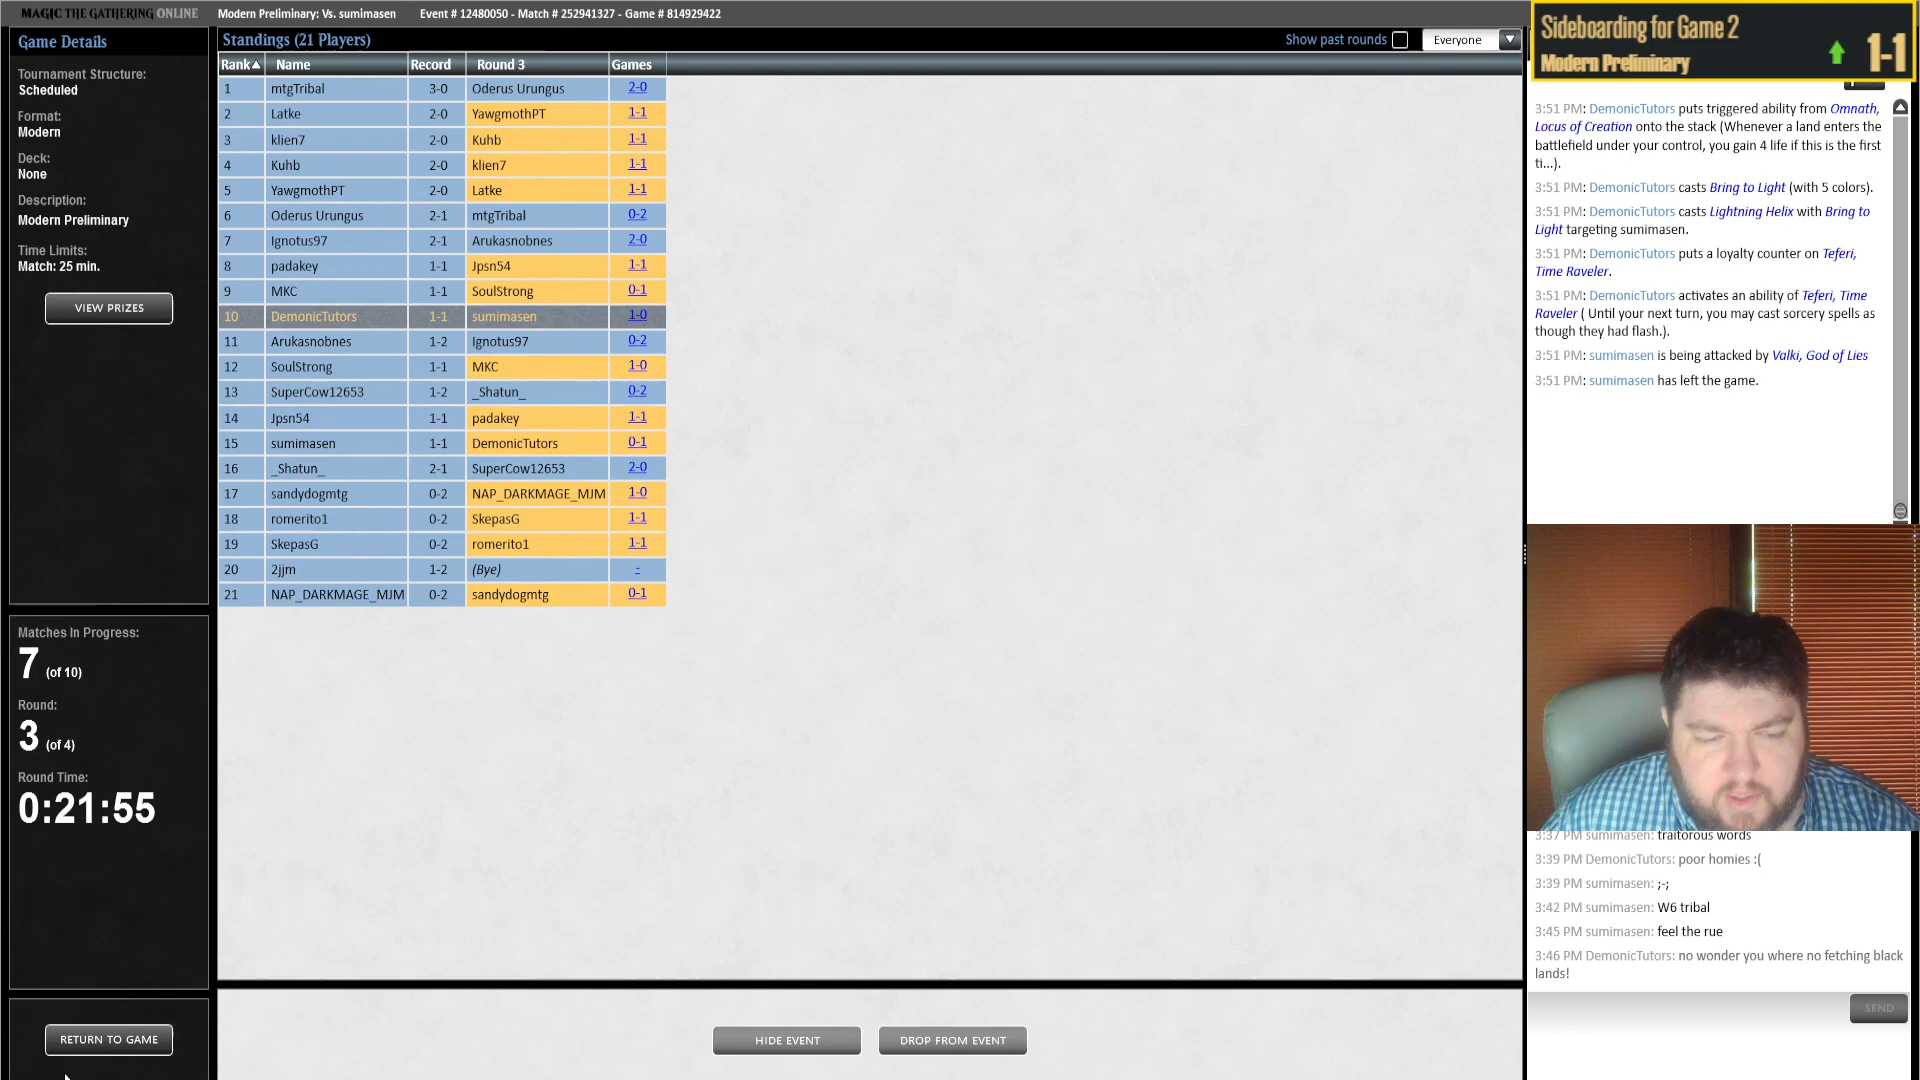 MAGIC THE GATHERING ONLINE
Modern Preliminary: Vs. sumimasen Event # 12480050 - Match # 252941327 - Game # 814929422
Game Details
Tournament Structure:
Scheduled
Format:
Modern
Deck:
None
Description:
Modern Preliminary
Time Limits:
Match: 25 min.
VIEW PRIZES
Matches In Progress:
7 (of 10)
Round:
3 (of 4)
Round Time:
0:21:55
RETURN TO GAME
Standings (21 Players)
Show past rounds Everyone
Rank Name Record Round 3 Games
1 mtgTribal 3-0 Oderus Urungus 2-0
2 Latke 2-0 YawgmothPT 1-1
3 klien7 2-0 Kuhb 1-1
4 Kuhb 2-0 klien7 1-1
5 YawgmothPT 2-0 Latke 1-1
6 Oderus Urungus 2-1 mtgTribal 0-2
7 Ignotus97 2-1 Arukasnobnes 2-0
8 padakey 1-1 Jpsn54 1-1
9 MKC 1-1 SoulStrong 0-1
10 DemonicTutors 1-1 sumimasen 1-0
11 Arukasnobnes 1-2 Ignotus97 0-2
12 SoulStrong 1-1 MKC 1-0
13 SuperCow12653 1-2 _Shatun_ 0-2
14 Jpsn54 1-1 padakey 1-1
15 sumimasen 1-1 DemonicTutors 0-1
16 _Shatun_ 2-1 SuperCow12653 2-0
17 sandydogmtg 0-2 NAP_DARKMAGE_MJM 1-0
18 romerito1 0-2 SkepasG 1-1
19 SkepasG 0-2 romerito1 1-1
20 2jjm 1-2 (Bye) -
21 NAP_DARKMAGE_MJM 0-2 sandydogmtg 0-1
HIDE EVENT DROP FROM EVENT
Sideboarding for Game 2
Modern Preliminary
1-1
3:51 PM: DemonicTutors puts triggered ability from Omnath,
Locus of Creation onto the stack (Whenever a land enters the
battlefield under your control, you gain 4 life if this is the first
ti...).
3:51 PM: DemonicTutors casts Bring to Light (with 5 colors).
3:51 PM: DemonicTutors casts Lightning Helix with Bring to
Light targeting sumimasen.
3:51 PM: DemonicTutors puts a loyalty counter on Teferi,
Time Raveler.
3:51 PM: DemonicTutors activates an ability of Teferi, Time
Raveler ( Until your next turn, you may cast sorcery spells as
though they had flash.).
3:51 PM: sumimasen is being attacked by Valki, God of Lies
3:51 PM: sumimasen has left the game.
3:37 PM sumimasen: traitorous words
3:39 PM DemonicTutors: poor homies :(
3:39 PM sumimasen: ;-;
3:42 PM sumimasen: W6 tribal
3:45 PM sumimasen: feel the rue
3:46 PM DemonicTutors: no wonder you where no fetching black
lands!
SEND